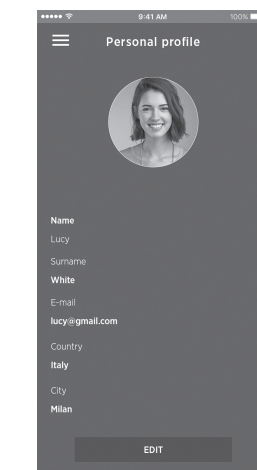 9:41 AM 100%
Personal profile
Name
Lucy
Surname
White
E-mail
lucy@gmail.com
Country
Italy
City
Milan
EDIT